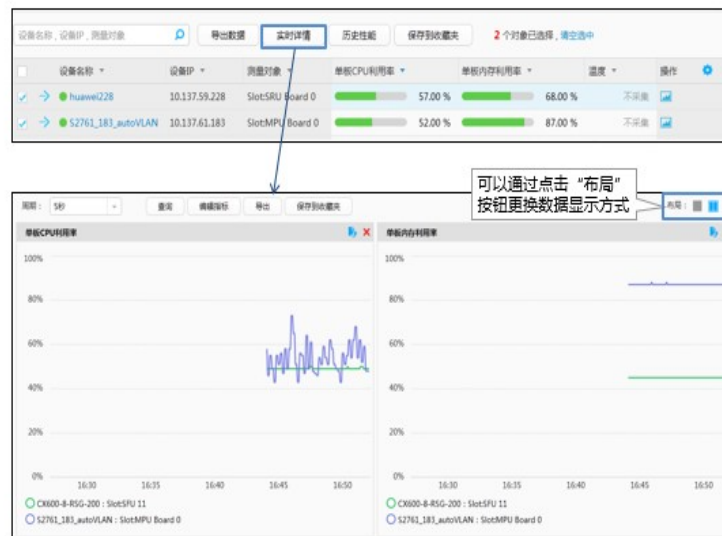 设备名称, 设备IP, 测量对象 导出数据 实时详情 历史性能 保存到收藏夹 2 个对象已选择, 请空选中
设备名称 设备IP 测量对象 单板CPU利用率 单板内存利用率 温度 操作
huawei228 10.137.59.228 Slot:SRU Board 0 57.00 % 68.00 % 不采集
S2761_183_autoVLAN 10.137.61.183 Slot:MPU Board 0 52.00 % 87.00 % 不采集
可以通过点击“布局”
按钮更换数据显示方式
周期: 5秒 查询 编辑指标 导出 保存到收藏夹 布局:
单板CPU利用率 单板内存利用率
100% 100%
80% 80%
60% 60%
40% 40%
20% 20%
0% 0%
16:30 16:35 16:40 16:45 16:50 16:30 16:35 16:40 16:45 16:50
CX600-8-RSG-200 : Slot:SFU 11 CX600-8-RSG-200 : Slot:SFU 11
S2761_183_autoVLAN : Slot:MPU Board 0 S2761_183_autoVLAN : Slot:MPU Board 0